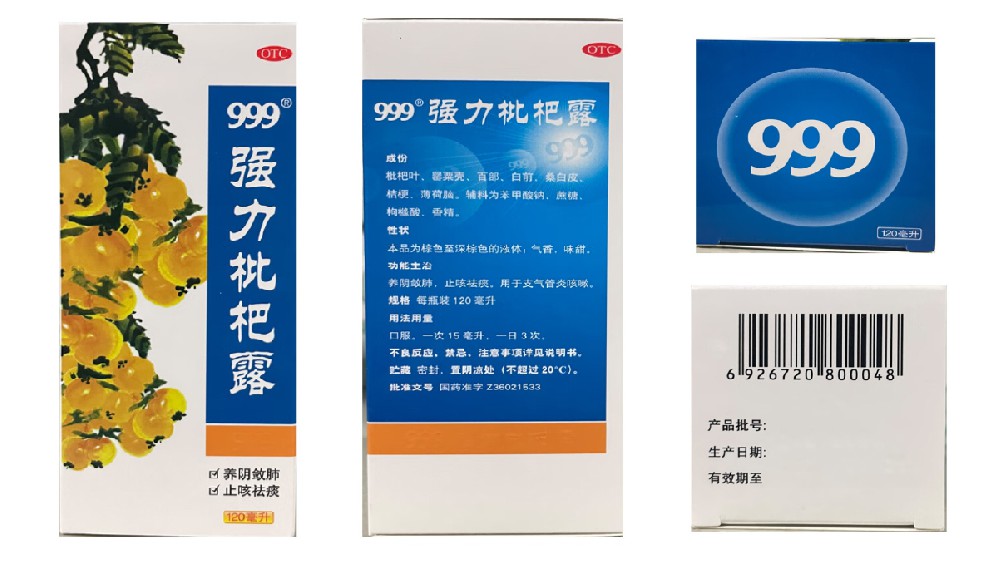 OTC
999®
强力枇杷露
养阴敛肺
止咳祛痰
120毫升
OTC
999®强力枇杷露
999
999
成份
枇杷叶、罂粟壳、百部、白前、桑白皮、
桔梗、薄荷脑。辅料为苯甲酸钠、蔗糖、
枸橼酸、香精。
性状
本品为棕色至深棕色的液体;气香,味甜。
功能主治
养阴敛肺,止咳祛痰。用于支气管炎咳嗽。
规格 每瓶装120毫升
用法用量
口服,一次15毫升,一日3次。
不良反应、禁忌、注意事项详见说明书。
贮藏 密封,置阴凉处(不超过20℃)。
批准文号 国药准字Z36021533
999
120毫升
6 926720 800048
产品批号:
生产日期:
有效期至